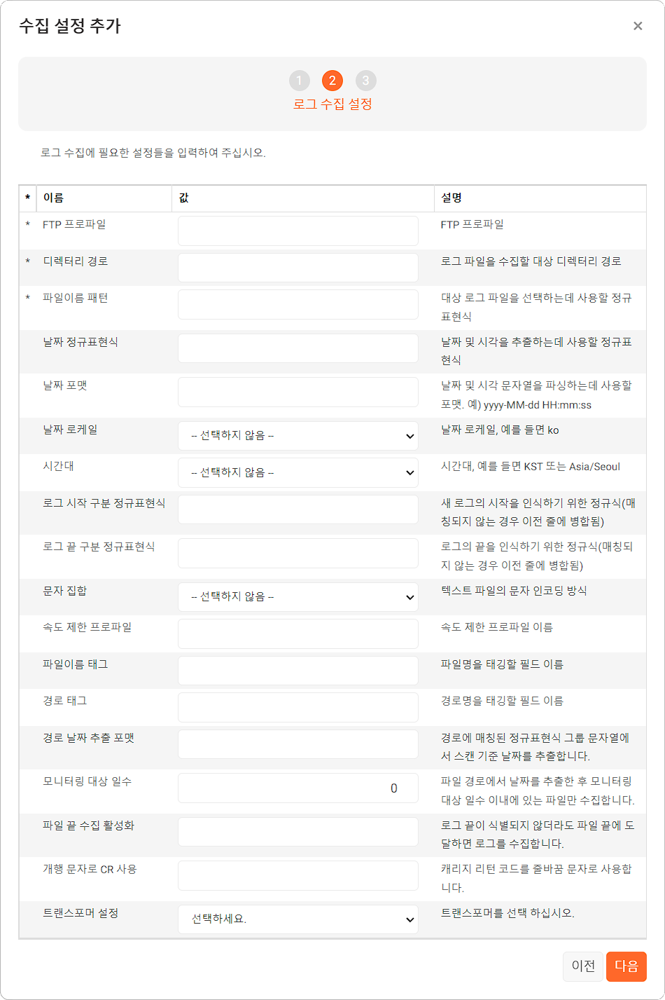 수집 설정 추가
×
1 2 3
로그 수집 설정
로그 수집에 필요한 설정들을 입력하여 주십시오.
* 이름 값 설명
* FTP 프로파일 FTP 프로파일
* 디렉터리 경로 로그 파일을 수집할 대상 디렉터리 경로
* 파일이름 패턴 대상 로그 파일을 선택하는데 사용할 정규
표현식
날짜 정규표현식 날짜 및 시각을 추출하는데 사용할 정규표
현식
날짜 포맷 날짜 및 시각 문자열을 파싱하는데 사용할
포맷. 예) yyyy-MM-dd HH:mm:ss
날짜 로케일 -- 선택하지 않음 -- 날짜 로케일, 예를 들면 ko
시간대 -- 선택하지 않음 -- 시간대, 예를 들면 KST 또는 Asia/Seoul
로그 시작 구분 정규표현식 새 로그의 시작을 인식하기 위한 정규식(매
칭되지 않는 경우 이전 줄에 병합됨)
로그 끝 구분 정규표현식 로그의 끝을 인식하기 위한 정규식(매칭되
지 않는 경우 이전 줄에 병합됨)
문자 집합 -- 선택하지 않음 -- 텍스트 파일의 문자 인코딩 방식
속도 제한 프로파일 속도 제한 프로파일 이름
파일이름 태그 파일명을 태깅할 필드 이름
경로 태그 경로명을 태깅할 필드 이름
경로 날짜 추출 포맷 경로에 매칭된 정규표현식 그룹 문자열에
서 스캔 기준 날짜를 추출합니다.
모니터링 대상 일수 0 파일 경로에서 날짜를 추출한 후 모니터링
대상 일수 이내에 있는 파일만 수집합니다.
파일 끝 수집 활성화 로그 끝이 식별되지 않더라도 파일 끝에 도
달하면 로그를 수집합니다.
개행 문자로 CR 사용 캐리지 리턴 코드를 줄바꿈 문자로 사용합
니다.
트랜스포머 설정 선택하세요. 트랜스포머를 선택 하십시오.
이전 다음